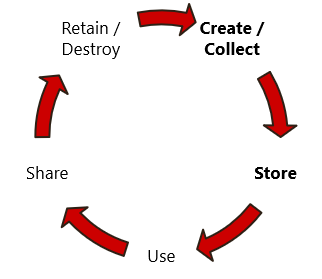 Retain /
Destroy
Create /
Collect
Store
Use
Share